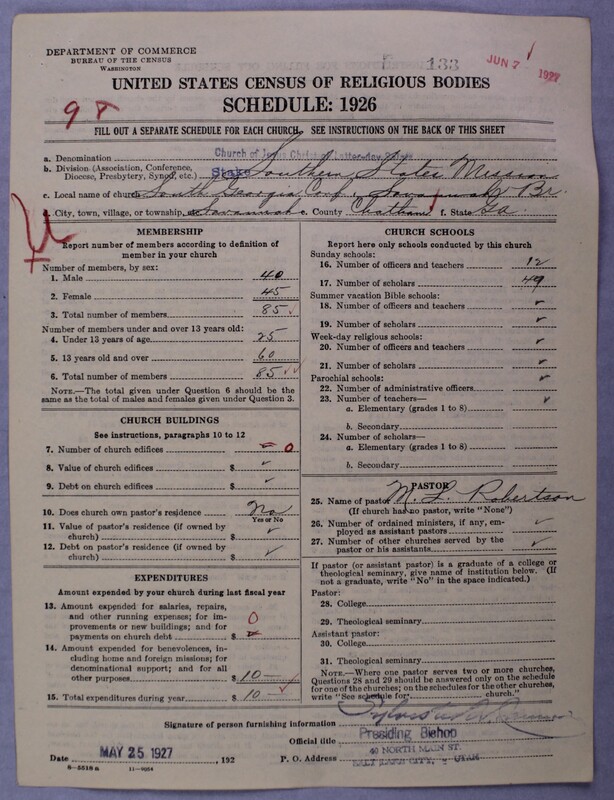 DEPARTMENT OF COMMERCE
BUREAU OF THE CENSUS
WASHINGTON
133
JUN 7 1927
UNITED STATES CENSUS OF RELIGIOUS BODIES
SCHEDULE: 1926
98
FILL OUT A SEPARATE SCHEDULE FOR EACH CHURCH. SEE INSTRUCTIONS ON THE BACK OF THIS SHEET
a. Denomination Church of Jesus Christ of Latter-day Saints
b. Division (Association, Conference, Diocese, Presbytery, Synod, etc.) Stake Southern States Mission
c. Local name of church South Georgia Conf., Savannah Br.
d. City, town, village, or township Savannah e. County Chatham f. State Ga
MEMBERSHIP
Report number of members according to definition of
member in your church
Number of members, by sex:
1. Male 40
2. Female 45
3. Total number of members 85
Number of members under and over 13 years old:
4. Under 13 years of age 25
5. 13 years old and over 60
6. Total number of members 85
NOTE.—The total given under Question 6 should be
same as the total of males and females given under Question 3.
CHURCH BUILDINGS
See instructions, paragraphs 10 to 12
7. Number of church edifices 0
8. Value of church edifices $
9. Debt on church edifices $
10. Does church own pastor's residence No
Yes or No
11. Value of pastor's residence (if owned by
church) $
12. Debt on pastor's residence (if owned by
church) $
EXPENDITURES
Amount expended by your church during last fiscal year
13. Amount expended for salaries, repairs,
and other running expenses; for im-
provements or new buildings; and for
payments on church debt $ 0
14. Amount expended for benevolences, in-
cluding home and foreign missions; for
denominational support; and for all
other purposes $ 10
15. Total expenditures during year $ 10
CHURCH SCHOOLS
Report here only schools conducted by this church
Sunday schools:
16. Number of officers and teachers 12
17. Number of scholars 49
Summer vacation Bible schools:
18. Number of officers and teachers
19. Number of scholars
Week-day religious schools:
20. Number of officers and teachers
21. Number of scholars
Parochial schools:
22. Number of administrative officers
23. Number of teachers—
a. Elementary (grades 1 to 8)
b. Secondary
24. Number of scholars—
a. Elementary (grades 1 to 8)
b. Secondary
PASTOR
25. Name of pastor M. L. Robertson
(If church has no pastor, write "None")
26. Number of ordained ministers, if any, em-
ployed as assistant pastors
27. Number of other churches served by the
pastor or his assistants
If pastor (or assistant pastor) is a graduate of a college or
theological seminary, give name of institution below. (If
not a graduate, write "No" in the space indicated.)
Pastor:
28. College
29. Theological seminary
Assistant pastor:
30. College
31. Theological seminary
NOTE.—Where one pastor serves two or more churches,
Questions 28 and 29 should be answered only on the schedule
for one of the churches; on the schedules for the other churches,
write "See schedule for church."
Signature of person furnishing information
Official title Presiding Bishop
Date MAY 25 1927, 192 P. O. Address 40 NORTH MAIN ST.
SALT LAKE CITY, UTAH
8-5518a 11-9064